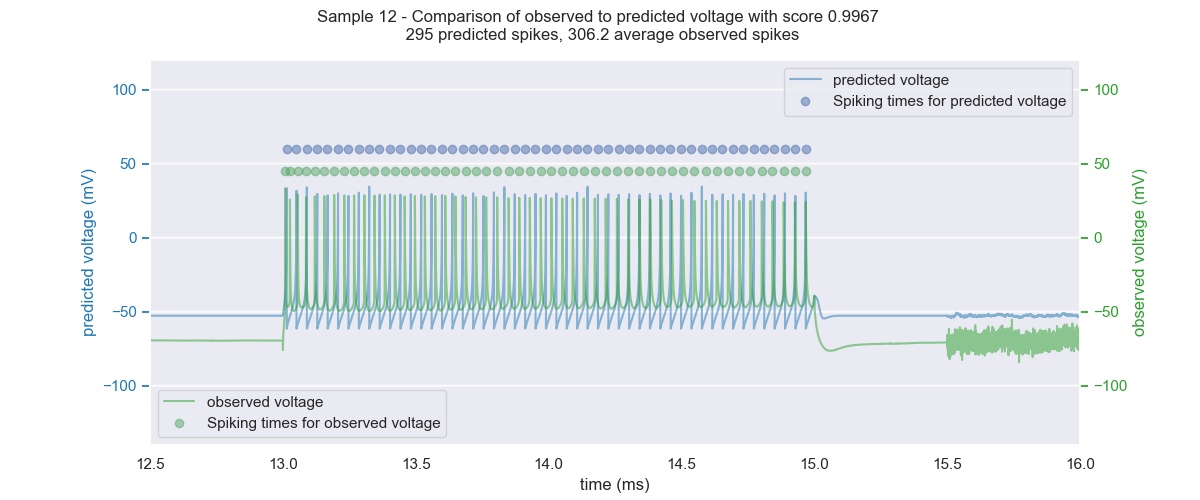 Sample 12 - Comparison of observed to predicted voltage with score 0.9967
295 predicted spikes, 306.2 average observed spikes
predicted voltage
Spiking times for predicted voltage
100
100
50
50
0
0
−50
−50
−100
−100
predicted voltage (mV)
observed voltage (mV)
observed voltage
Spiking times for observed voltage
12.5 13.0 13.5 14.0 14.5 15.0 15.5 16.0
time (ms)